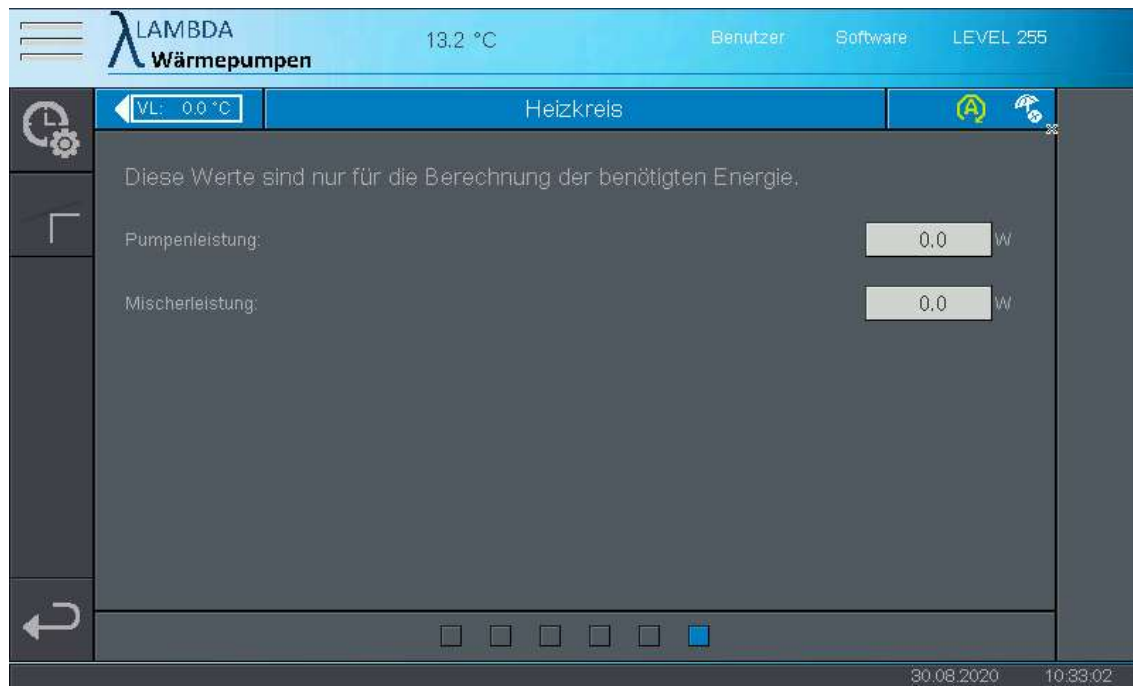 LAMBDA
Wärmepumpen
13.2 °C
Benutzer
Software
LEVEL 255
VL: 0.0 °C
Heizkreis
A
Diese Werte sind nur für die Berechnung der benötigten Energie.
Pumpenleistung:
0.0 W
Mischerleistung:
0.0 W
30.08.2020
10:33:02